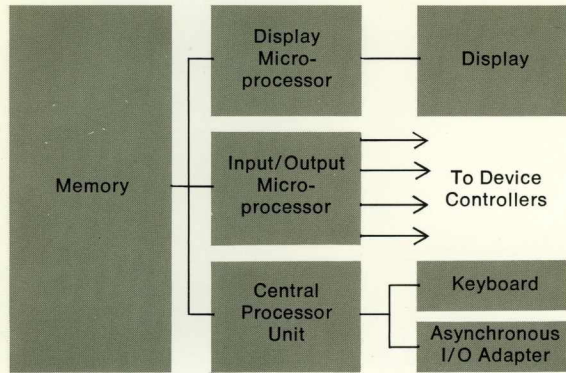 Memory
Display
Micro-
processor
Display
Input/Output
Micro-
processor
To Device
Controllers
Central
Processor
Unit
Keyboard
Asynchronous
I/O Adapter